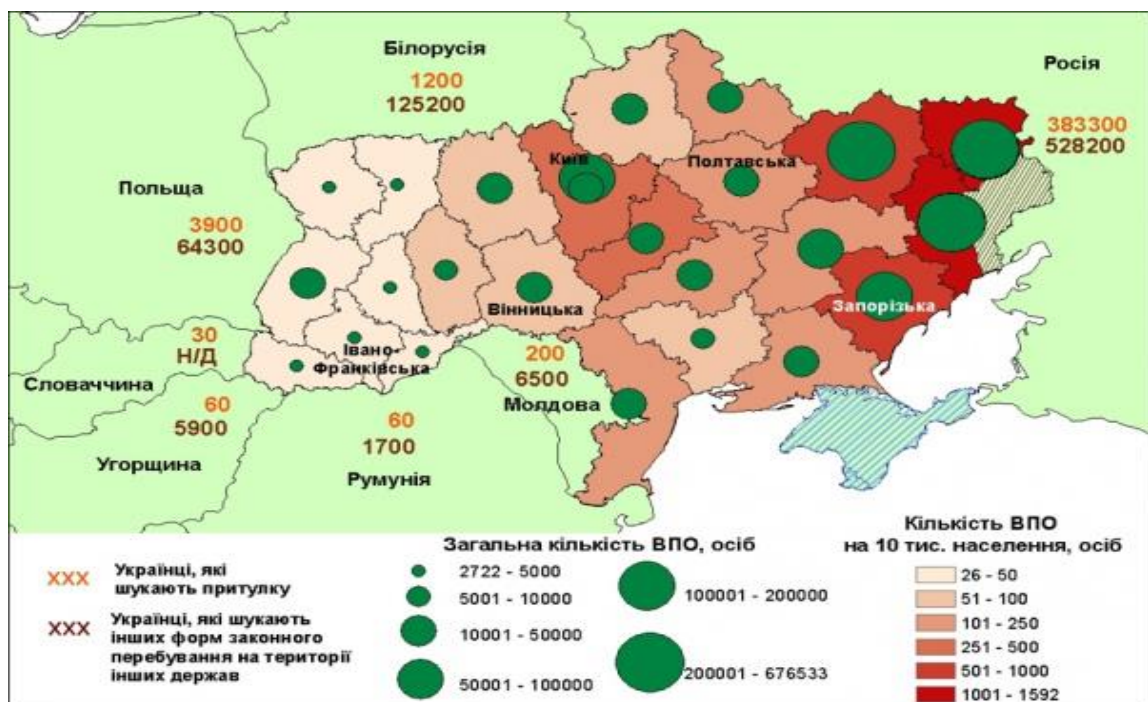 Білорусія
1200
125200
Росія
383300
528200
Польща
3900
64300
Київ
Полтавська
Вінницька
Запорізька
Івано-
Франківська
30
Н/Д
Словаччина
200
6500
Молдова
60
5900
Угорщина
60
1700
Румунія
XXX Українці, які
шукають притулку
XXX Українці, які шукають
інших форм законного
перебування на території
інших держав
Загальна кількість ВПО, осіб
2722 - 5000
5001 - 10000
10001 - 50000
50001 - 100000
100001 - 200000
200001 - 676533
Кількість ВПО
на 10 тис. населення, осіб
26 - 50
51 - 100
101 - 250
251 - 500
501 - 1000
1001 - 1592